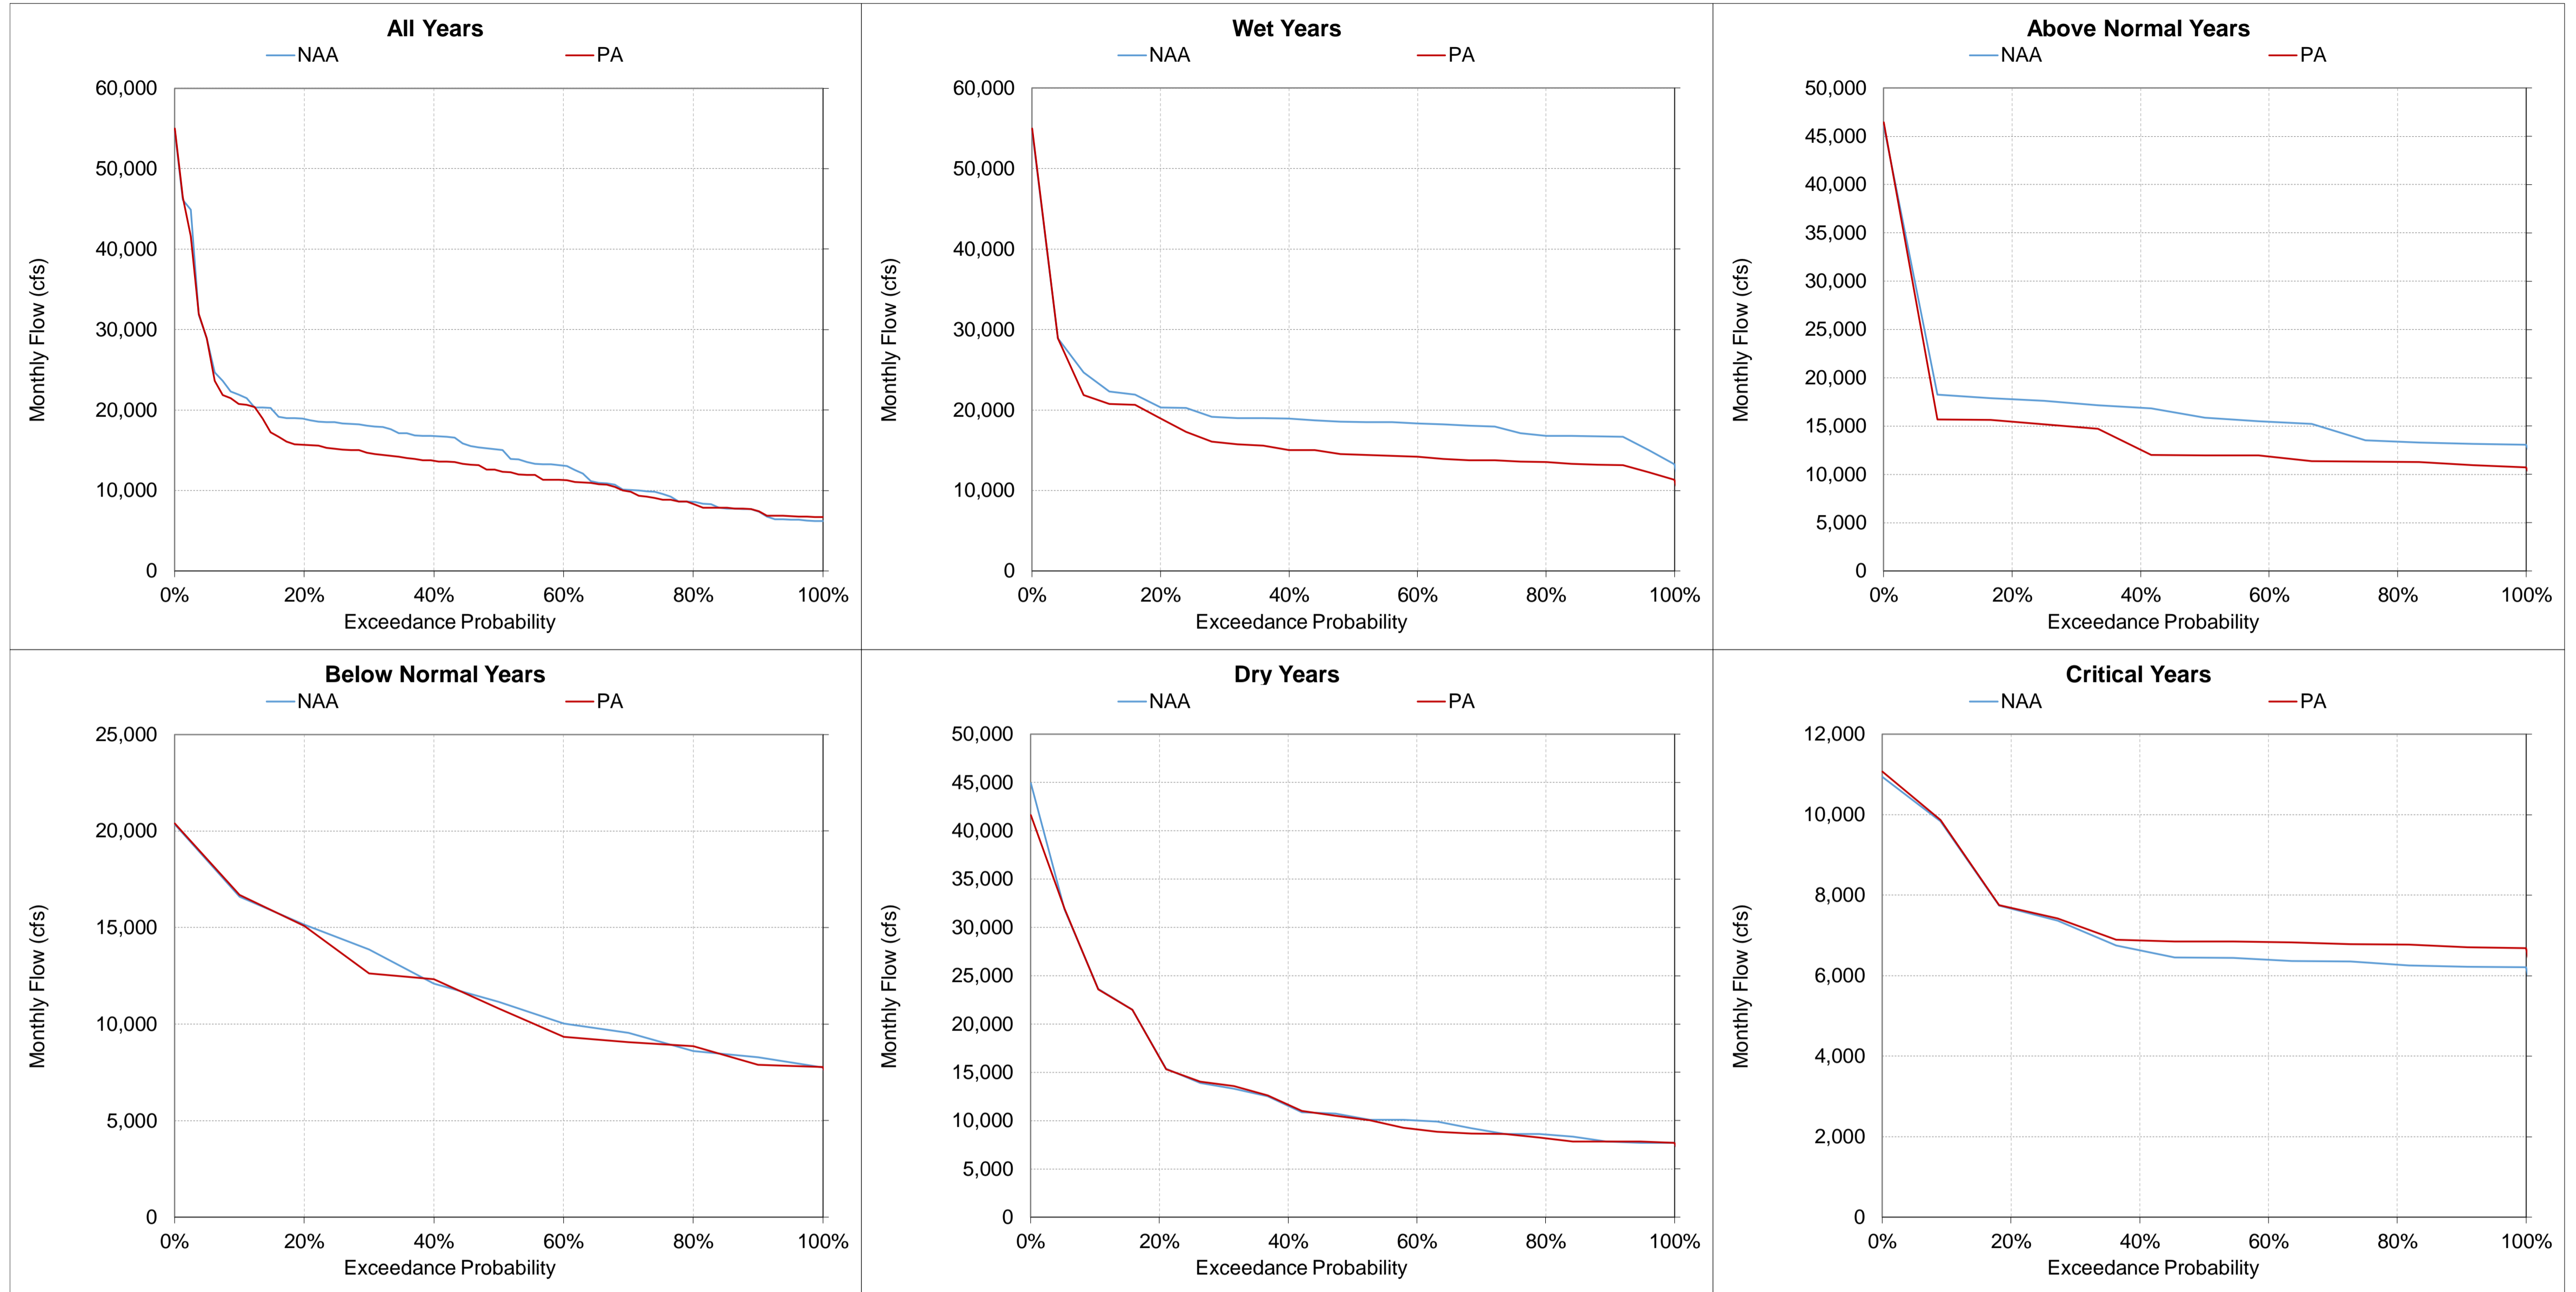 All Years
NAA PA
60,000
50,000
40,000
30,000
20,000
10,000
0
Monthly Flow (cfs)
0% 20% 40% 60% 80% 100%
Exceedance Probability
Wet Years
NAA PA
60,000
50,000
40,000
30,000
20,000
10,000
0
Monthly Flow (cfs)
0% 20% 40% 60% 80% 100%
Exceedance Probability
Above Normal Years
NAA PA
50,000
45,000
40,000
35,000
30,000
25,000
20,000
15,000
10,000
5,000
0
Monthly Flow (cfs)
0% 20% 40% 60% 80% 100%
Exceedance Probability
Below Normal Years
NAA PA
25,000
20,000
15,000
10,000
5,000
0
Monthly Flow (cfs)
0% 20% 40% 60% 80% 100%
Exceedance Probability
Dry Years
NAA PA
50,000
45,000
40,000
35,000
30,000
25,000
20,000
15,000
10,000
5,000
0
Monthly Flow (cfs)
0% 20% 40% 60% 80% 100%
Exceedance Probability
Critical Years
NAA PA
12,000
10,000
8,000
6,000
4,000
2,000
0
Monthly Flow (cfs)
0% 20% 40% 60% 80% 100%
Exceedance Probability